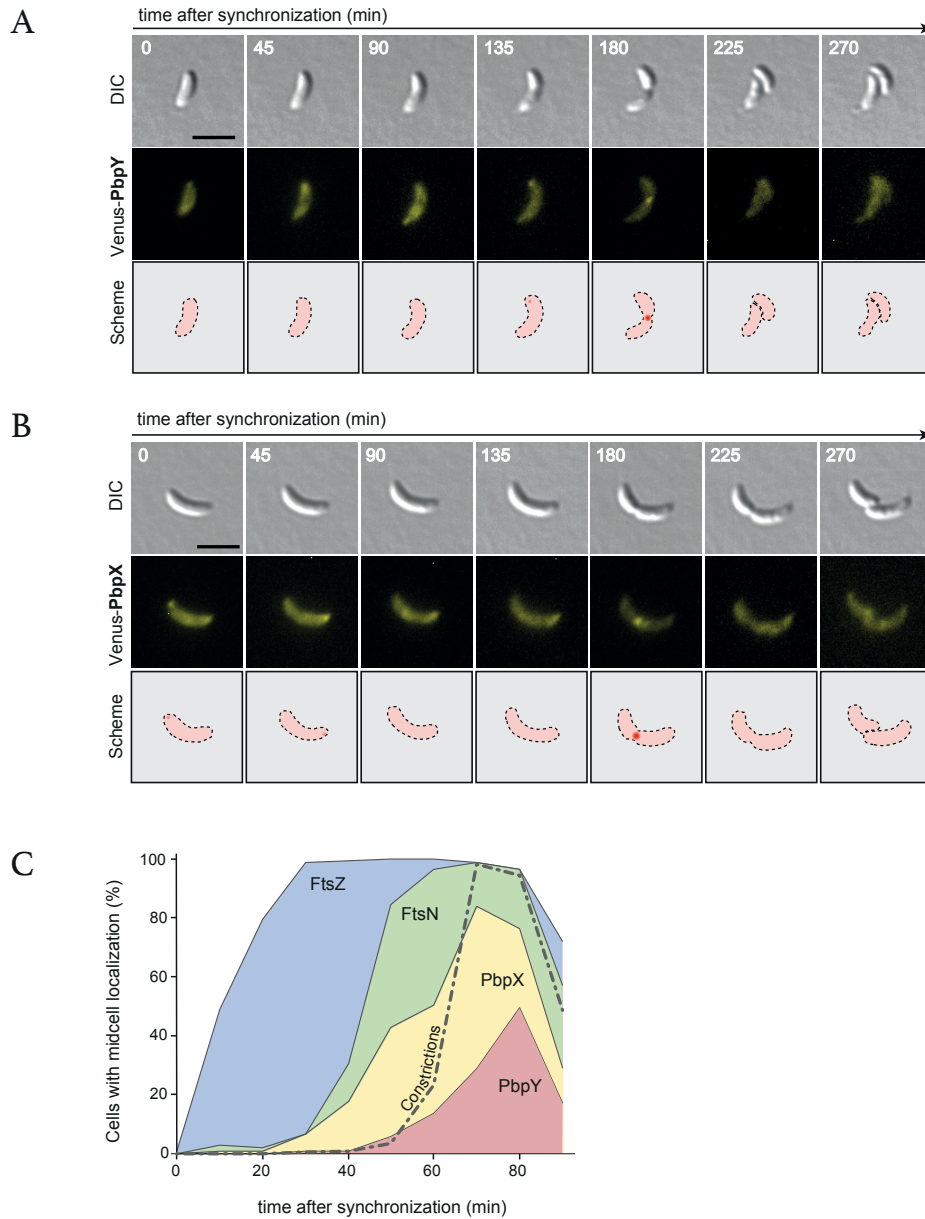 A
time after synchronization (min)
0 45 90 135 180 225 270
DIC
Venus-PbpY
Scheme
B
time after synchronization (min)
0 45 90 135 180 225 270
DIC
Venus-PbpX
Scheme
C
Cells with midcell localization (%)
100
80
60
40
20
0
FtsZ
FtsN
PbpX
Constrictions
PbpY
0 20 40 60 80
time after synchronization (min)